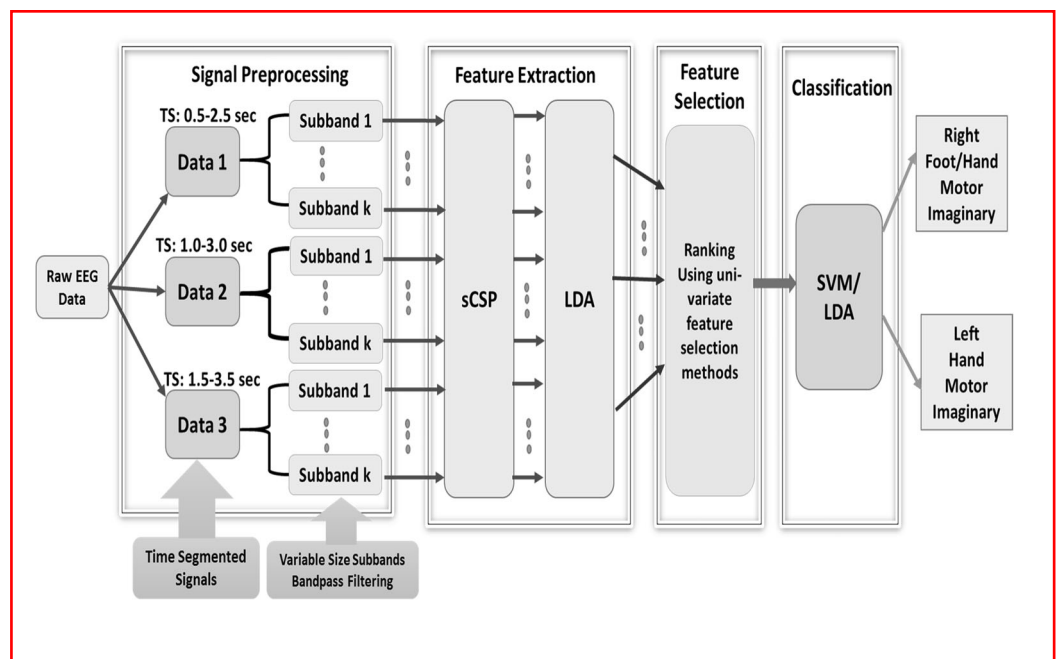 Signal Preprocessing
Feature Extraction
Feature
Selection
Classification
TS: 0.5-2.5 sec
Data 1
Subband 1
Subband k
TS: 1.0-3.0 sec
Data 2
Subband 1
Subband k
TS: 1.5-3.5 sec
Data 3
Subband 1
Subband k
Raw EEG
Data
sCSP
LDA
Ranking
Using uni-
variate
feature
selection
methods
SVM/
LDA
Right
Foot/Hand
Motor
Imaginary
Left
Hand
Motor
Imaginary
Time Segmented
Signals
Variable Size Subbands
Bandpass Filtering